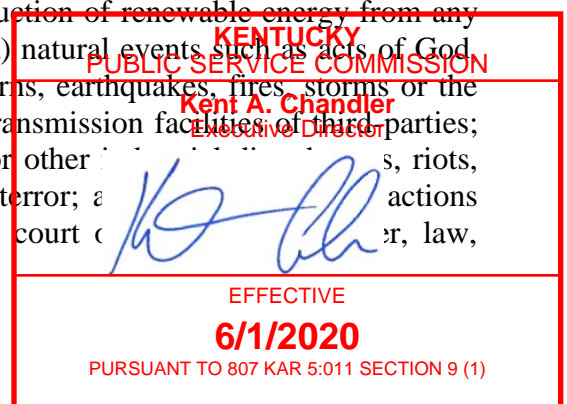 uction of renewable energy from any
KENTUCKY
) natural events such as acts of God,
PUBLIC SERVICE COMMISSION
rns, earthquakes, fires, storms or the
Kent A. Chandler
ransmission facilities of third-parties;
Executive Director
r other s, riots,
error; a actions
court er, law,
EFFECTIVE
6/1/2020
PURSUANT TO 807 KAR 5:011 SECTION 9 (1)